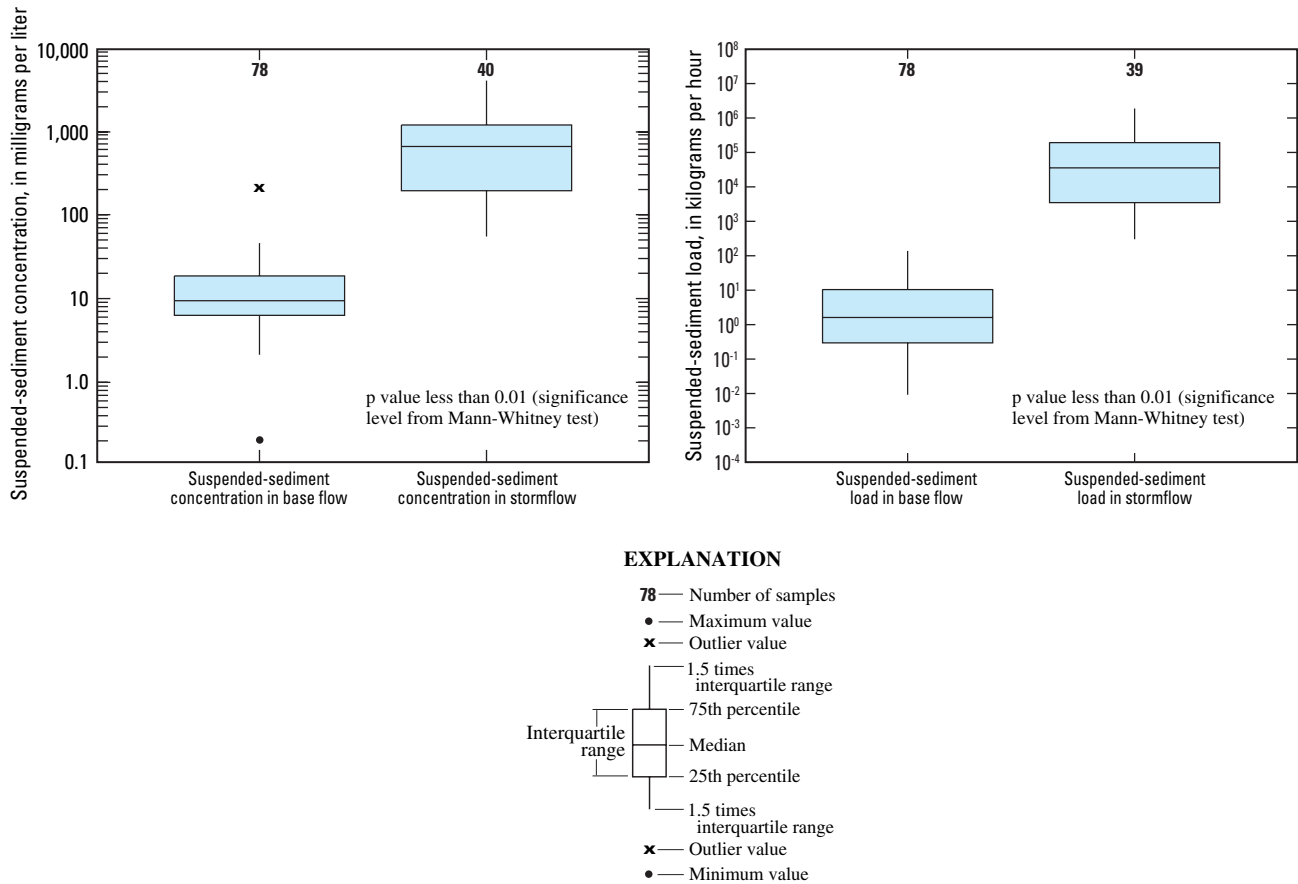 Suspended-sediment concentration, in milligrams per liter
10,000
1,000
100
10
1.0
0.1
78
40
p value less than 0.01 (significance
level from Mann-Whitney test)
Suspended-sediment
concentration in base flow
Suspended-sediment
concentration in stormflow
Suspended-sediment load, in kilograms per hour
10⁸
10⁷
10⁶
10⁵
10⁴
10³
10²
10¹
10⁰
10⁻¹
10⁻²
10⁻³
10⁻⁴
78
39
p value less than 0.01 (significance
level from Mann-Whitney test)
Suspended-sediment
load in base flow
Suspended-sediment
load in stormflow
EXPLANATION
78 Number of samples
Maximum value
x Outlier value
1.5 times
interquartile range
75th percentile
Interquartile
range
Median
25th percentile
1.5 times
interquartile range
x Outlier value
Minimum value